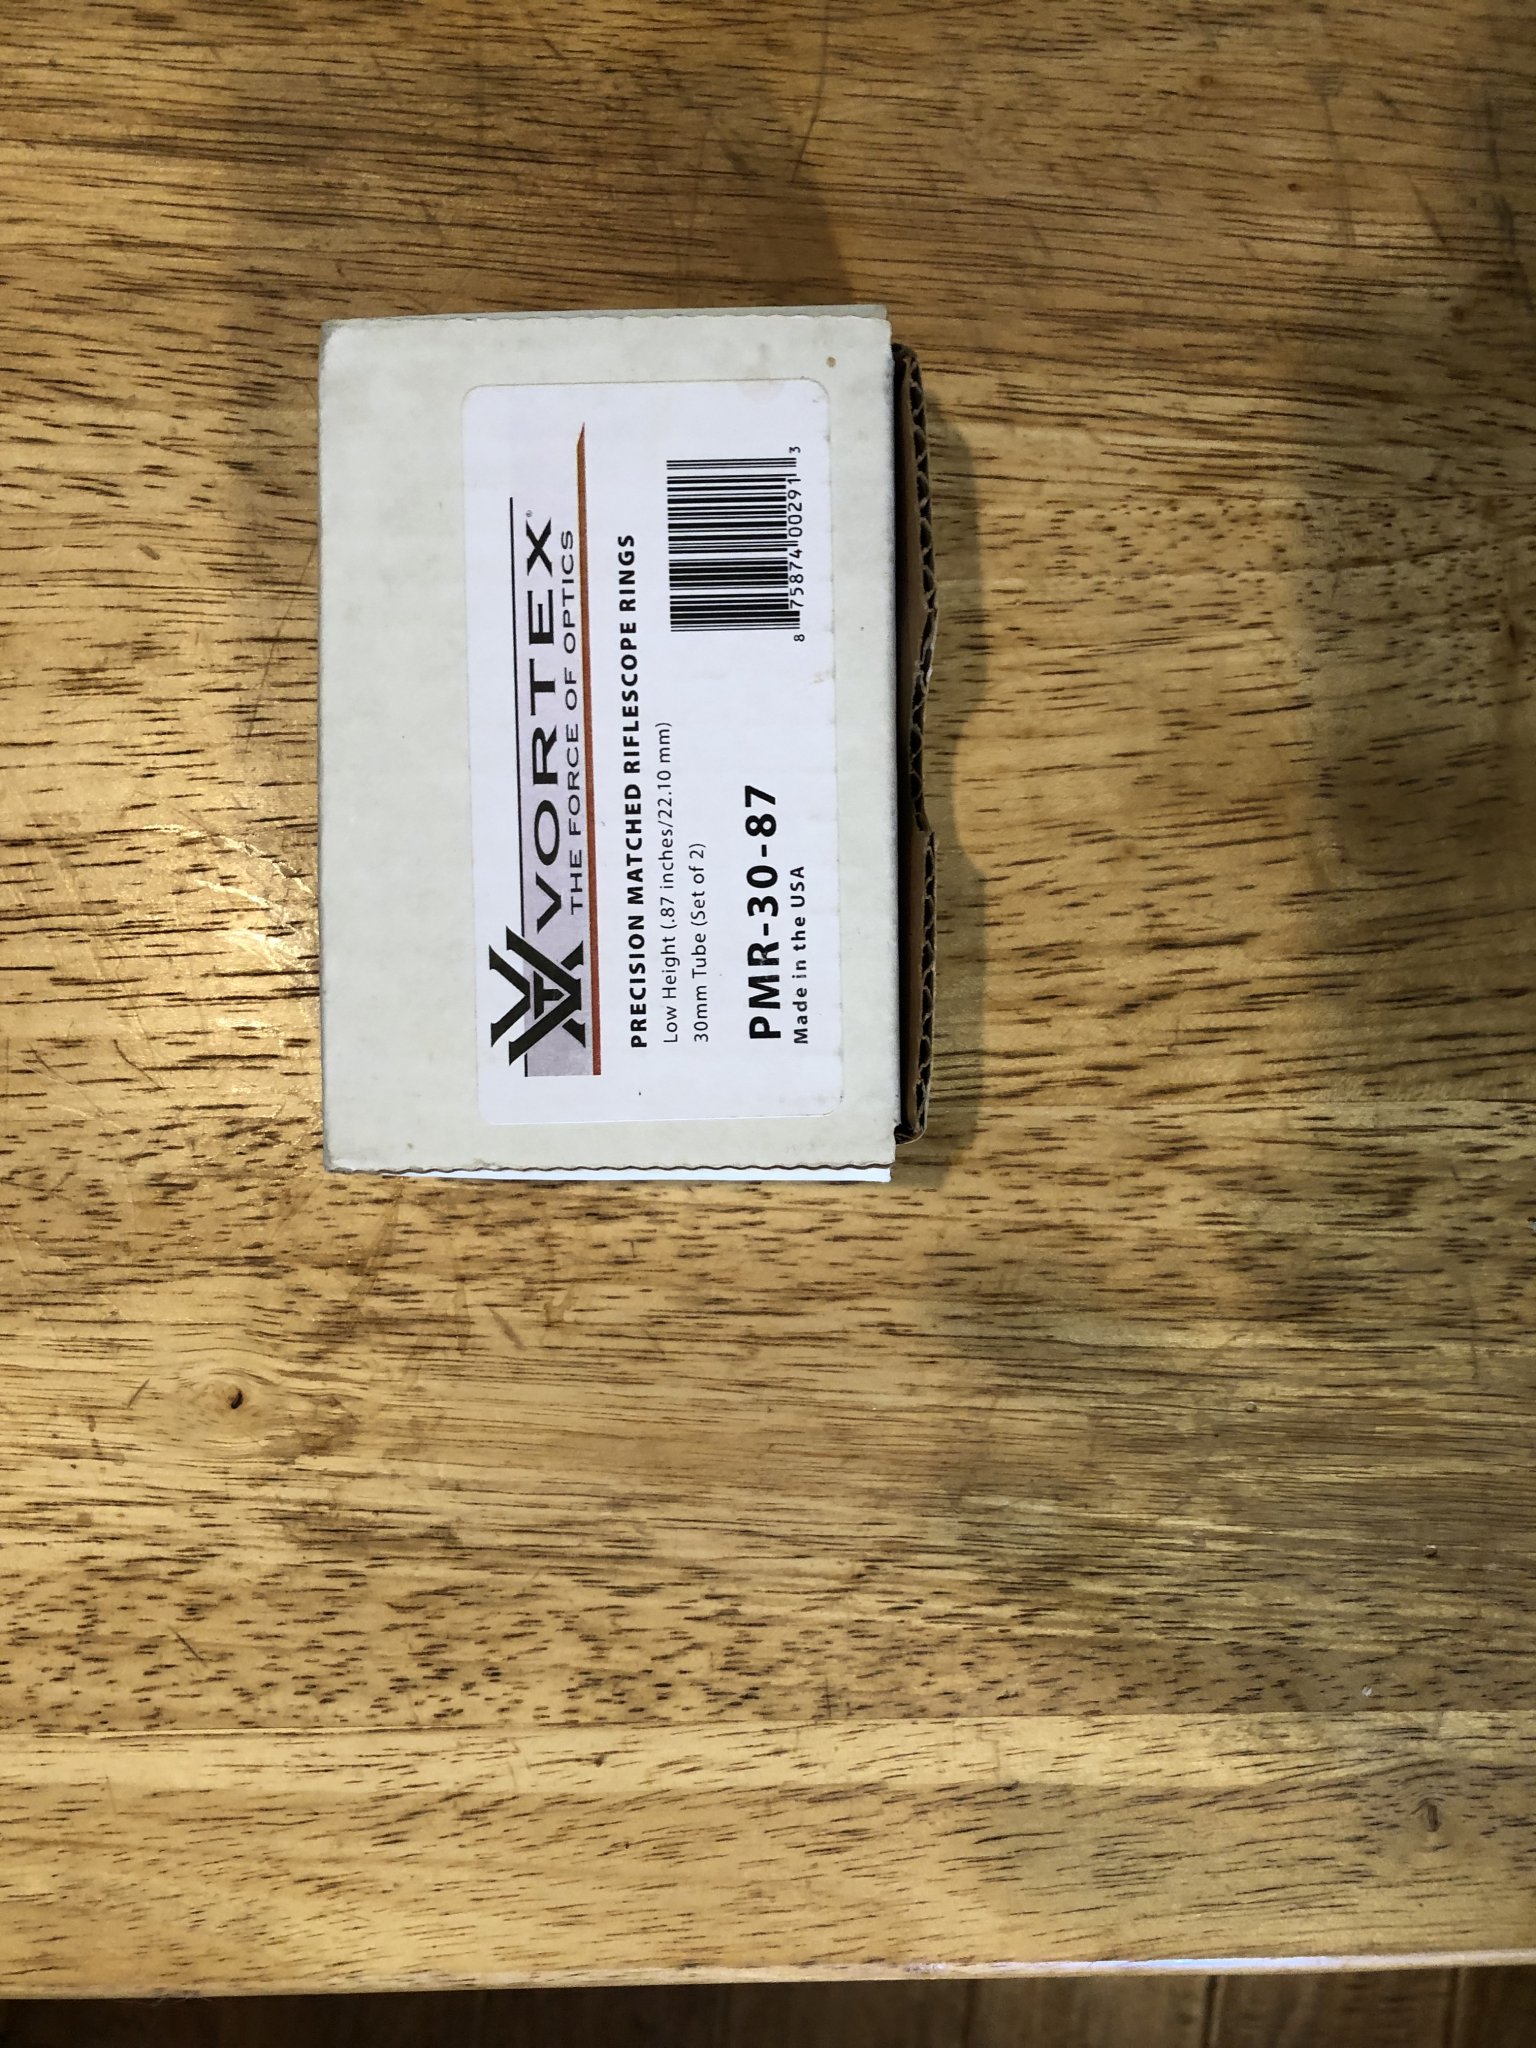 VORTEX®
THE FORCE OF OPTICS
PRECISION MATCHED RIFLESCOPE RINGS
Low Height (.87 inches/22.10 mm)
30mm Tube (Set of 2)
PMR-30-87
Made in the USA
8 75874 00291 3